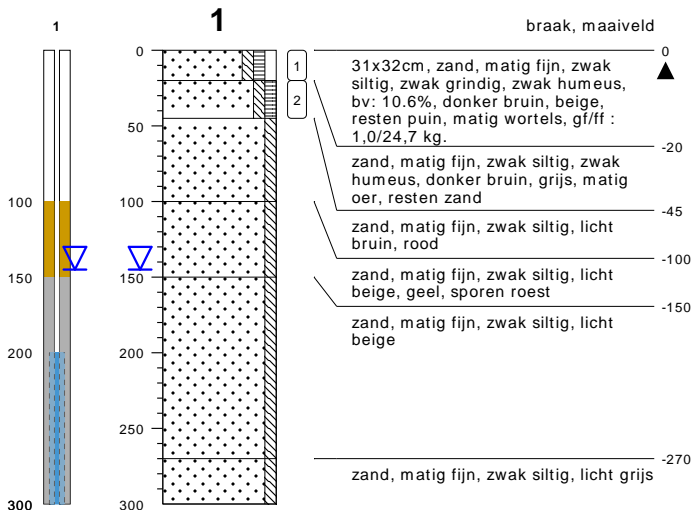 1
1
braak, maaiveld
0
50
100
150
200
250
300
100
150
200
300
1
2
0
31x32cm, zand, matig fijn, zwak
siltig, zwak grindig, zwak humeus,
bv: 10.6%, donker bruin, beige,
resten puin, matig wortels, gf/ff :
1,0/24,7 kg.
-20
zand, matig fijn, zwak siltig, zwak
humeus, donker bruin, grijs, matig
oer, resten zand
-45
zand, matig fijn, zwak siltig, licht
bruin, rood
-100
zand, matig fijn, zwak siltig, licht
beige, geel, sporen roest
-150
zand, matig fijn, zwak siltig, licht
beige
-270
zand, matig fijn, zwak siltig, licht grijs